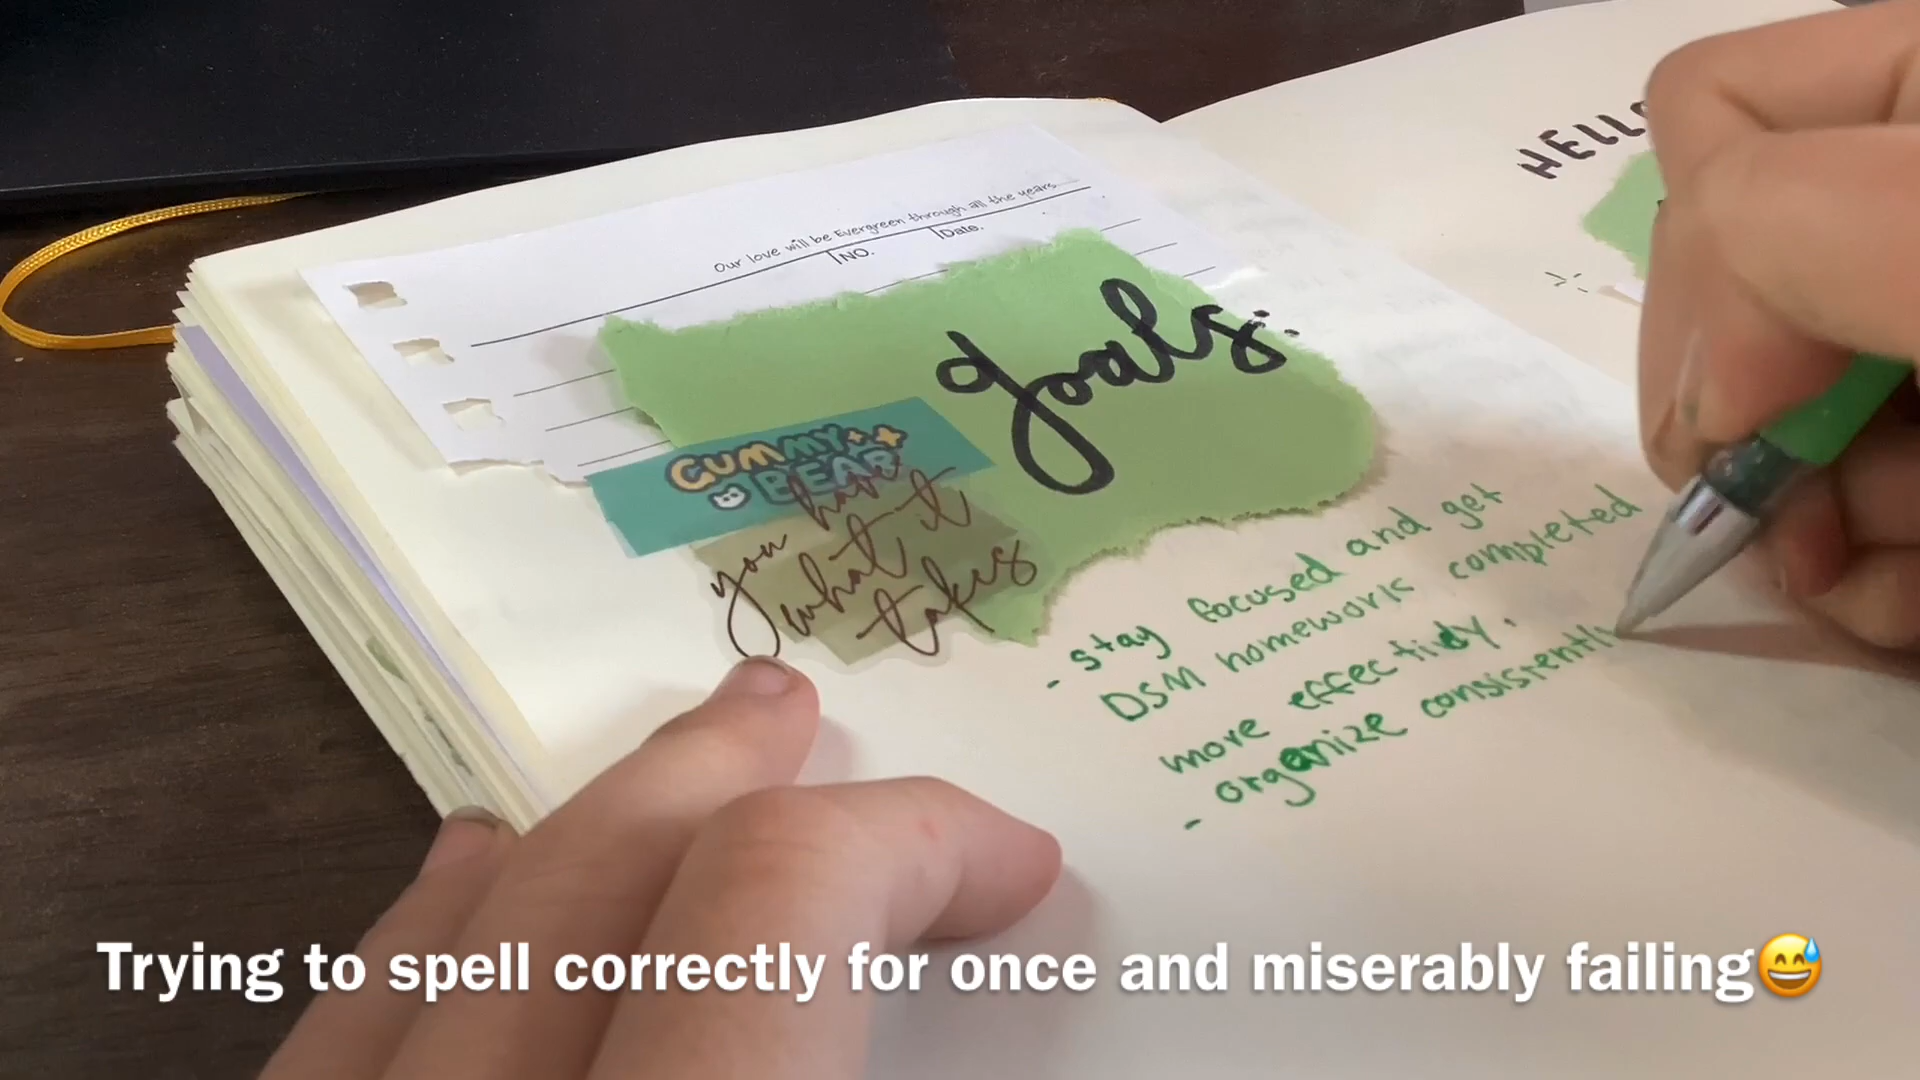 Our love will be Evergreen through all the years
NO.
Date.
goals:
GUMMY
BEAR
you have
what it
takes
- stay focused and get
DSM homework completed
more effectivly.
- organize consistently
HELLO
Trying to spell correctly for once and miserably failing😅